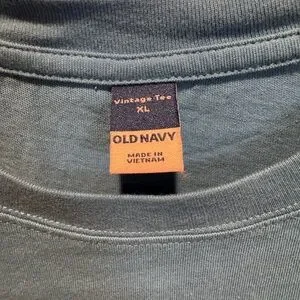 Vintage Tee
XL
OLD NAVY
MADE IN
VIETNAM